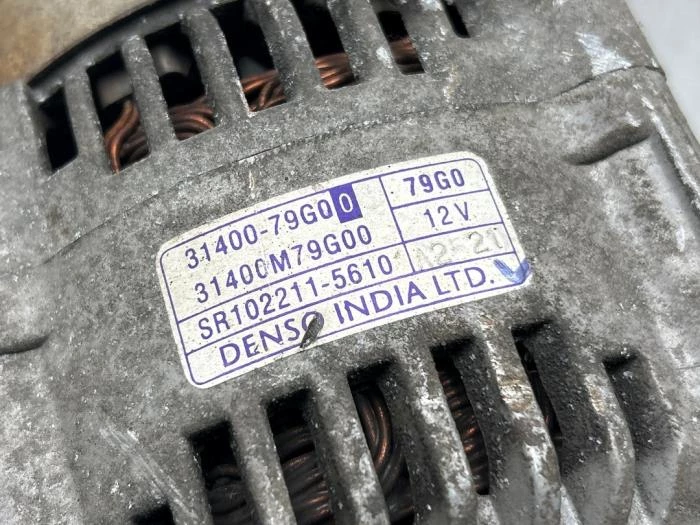 31400-79G00 79G0
31400M79G00 12V
SR102211-5610 A2521
DENSO INDIA LTD.